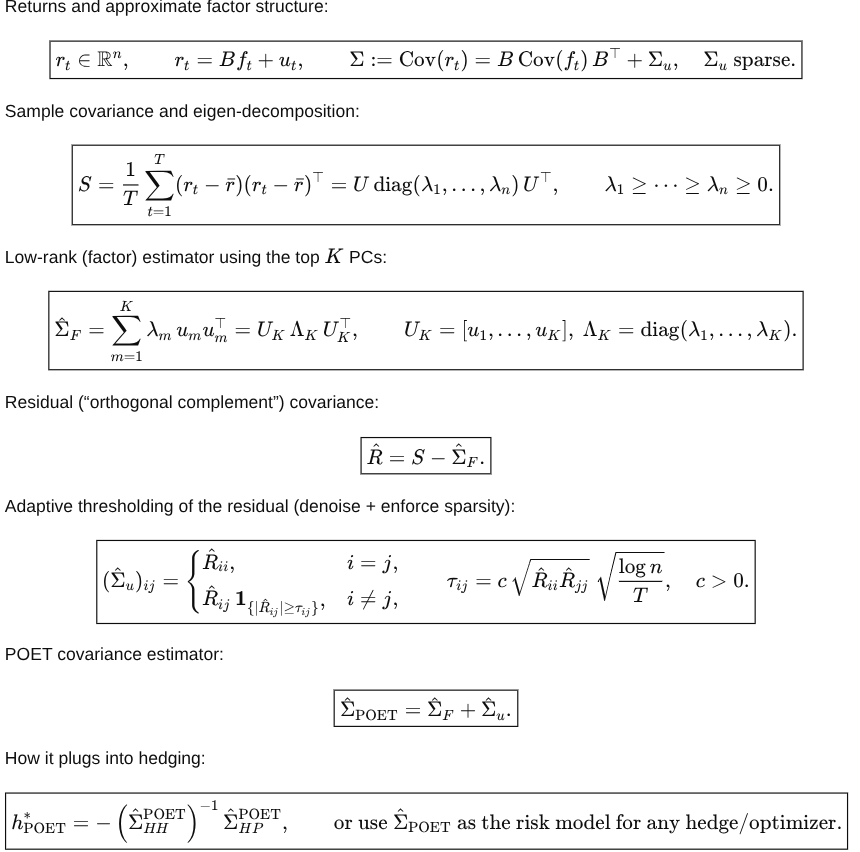 Returns and approximate factor structure:
$r_t \in \mathbb{R}^n, \qquad r_t = B f_t + u_t, \qquad \Sigma := \mathrm{Cov}(r_t) = B\,\mathrm{Cov}(f_t)\,B^\top + \Sigma_u, \quad \Sigma_u \text{ sparse.}$
Sample covariance and eigen-decomposition:
$S = \frac{1}{T} \sum_{t=1}^{T} (r_t - \bar{r})(r_t - \bar{r})^\top = U\,\mathrm{diag}(\lambda_1, \ldots, \lambda_n)\,U^\top, \qquad \lambda_1 \geq \cdots \geq \lambda_n \geq 0.$
Low-rank (factor) estimator using the top $K$ PCs:
$\hat{\Sigma}_F = \sum_{m=1}^{K} \lambda_m\, u_m u_m^\top = U_K\, \Lambda_K\, U_K^\top, \qquad U_K = [u_1, \ldots, u_K],\ \Lambda_K = \mathrm{diag}(\lambda_1, \ldots, \lambda_K).$
Residual (“orthogonal complement”) covariance:
$\hat{R} = S - \hat{\Sigma}_F.$
Adaptive thresholding of the residual (denoise + enforce sparsity):
$(\hat{\Sigma}_u)_{ij} = \begin{cases} \hat{R}_{ii}, & i = j, \\ \hat{R}_{ij}\, \mathbf{1}_{\{|\hat{R}_{ij}| \geq \tau_{ij}\}}, & i \neq j, \end{cases} \qquad \tau_{ij} = c \sqrt{\hat{R}_{ii} \hat{R}_{jj}} \sqrt{\frac{\log n}{T}}, \quad c > 0.$
POET covariance estimator:
$\hat{\Sigma}_{\mathrm{POET}} = \hat{\Sigma}_F + \hat{\Sigma}_u.$
How it plugs into hedging:
$h^*_{\mathrm{POET}} = -\left(\hat{\Sigma}^{\mathrm{POET}}_{HH}\right)^{-1} \hat{\Sigma}^{\mathrm{POET}}_{HP}, \qquad \text{or use } \hat{\Sigma}_{\mathrm{POET}} \text{ as the risk model for any hedge/optimizer.}$